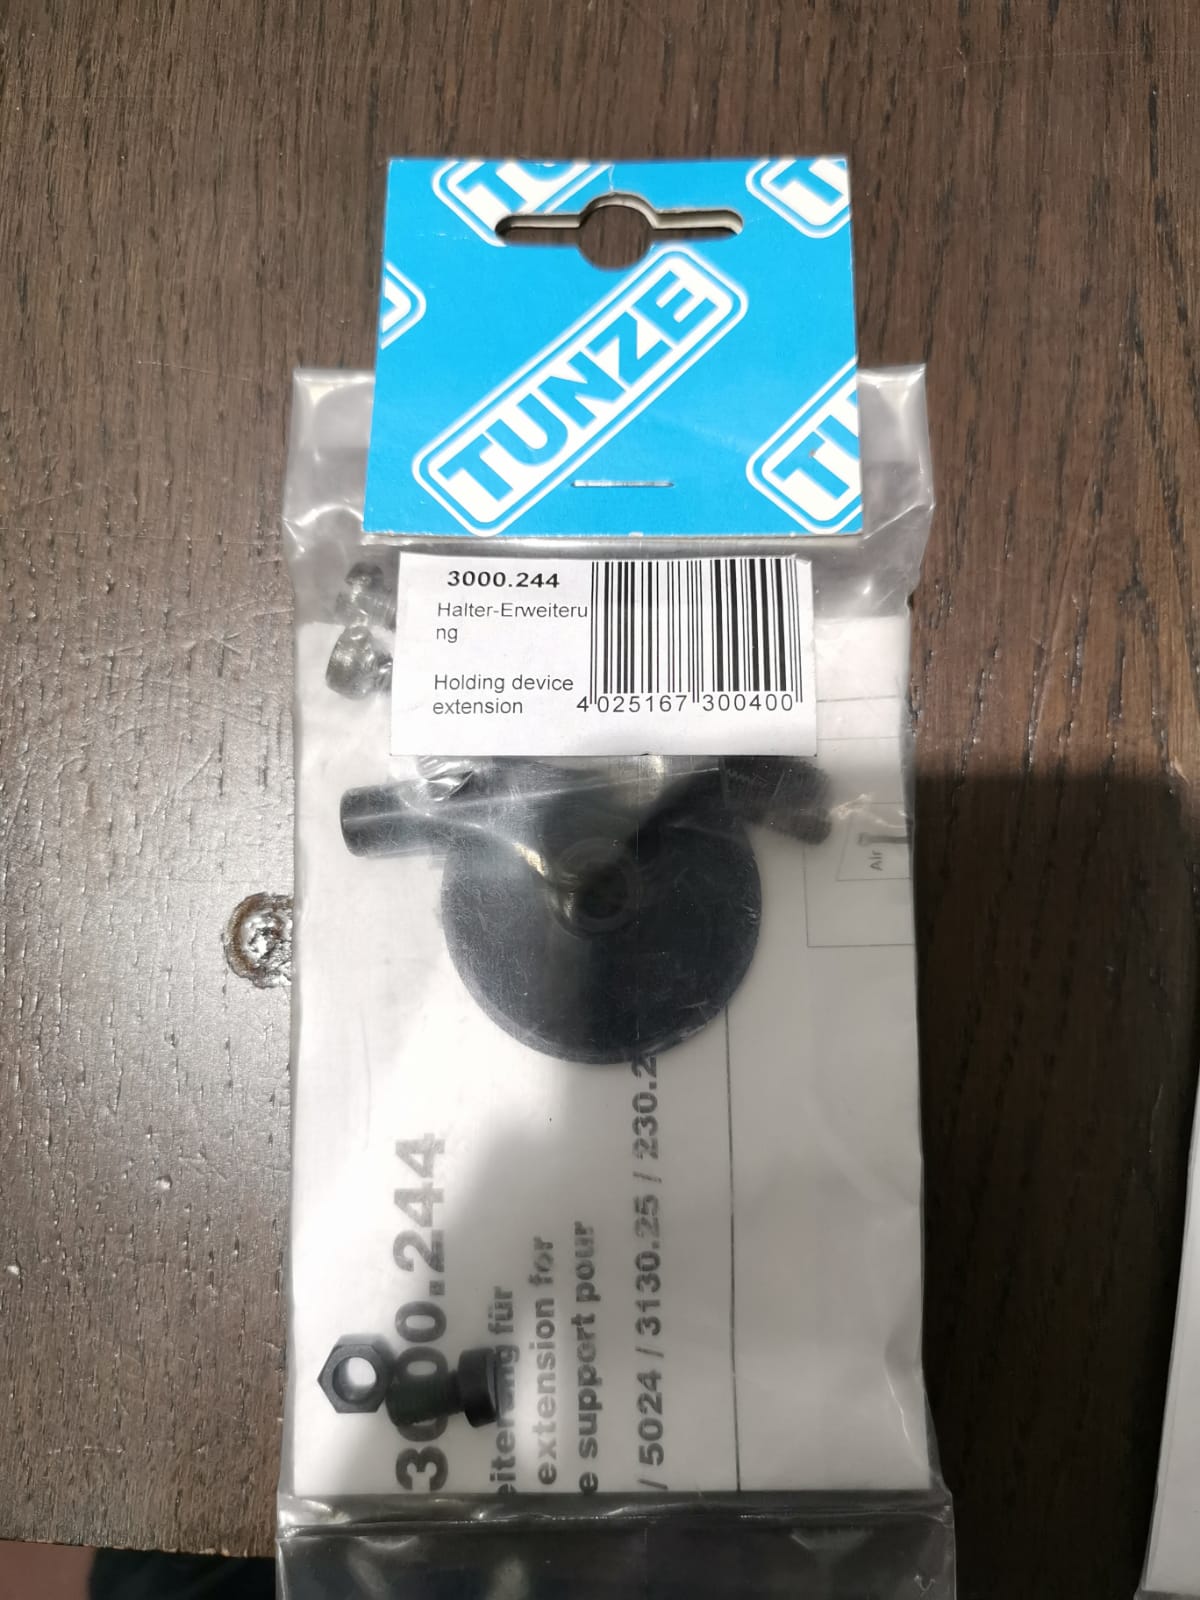 TUNZE
3000.244
Halter-Erweiteru
ng
Holding device
extension
4 025167 300400
Air
3000.244
eiterung für
extension for
e support pour
/ 5024 / 3130.25 / 230.2